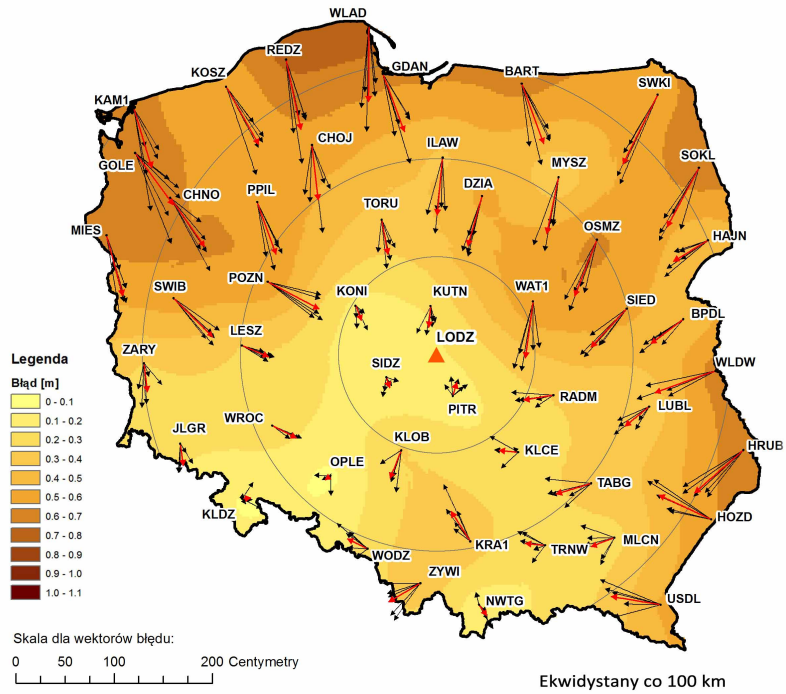 WLAD
REDZ
GDAN
KOSZ
BART
SWKI
KAM1
CHOJ
ILAW
GOLE
MYSZ
SOKL
CHNO
PPIL
DZIA
TORU
MIES
OSMZ
HAJN
SWIB
POZN
KONI
KUTN
WAT1
SIED
BPDL
LESZ
LODZ
ZARY
SIDZ
WLDW
PITR
RADM
LUBL
WROC
JLGR
KLOB
KLCE
HRUB
OPLE
TABG
KLDZ
HOZD
WODZ
KRA1
TRNW
MLCN
ZYWI
NWTG
USDL
Legenda
Błąd [m]
0 - 0.1
0.1 - 0.2
0.2 - 0.3
0.3 - 0.4
0.4 - 0.5
0.5 - 0.6
0.6 - 0.7
0.7 - 0.8
0.8 - 0.9
0.9 - 1.0
1.0 - 1.1
Skala dla wektorów błędu:
0 50 100 200 Centymetry
Ekwidystany co 100 km